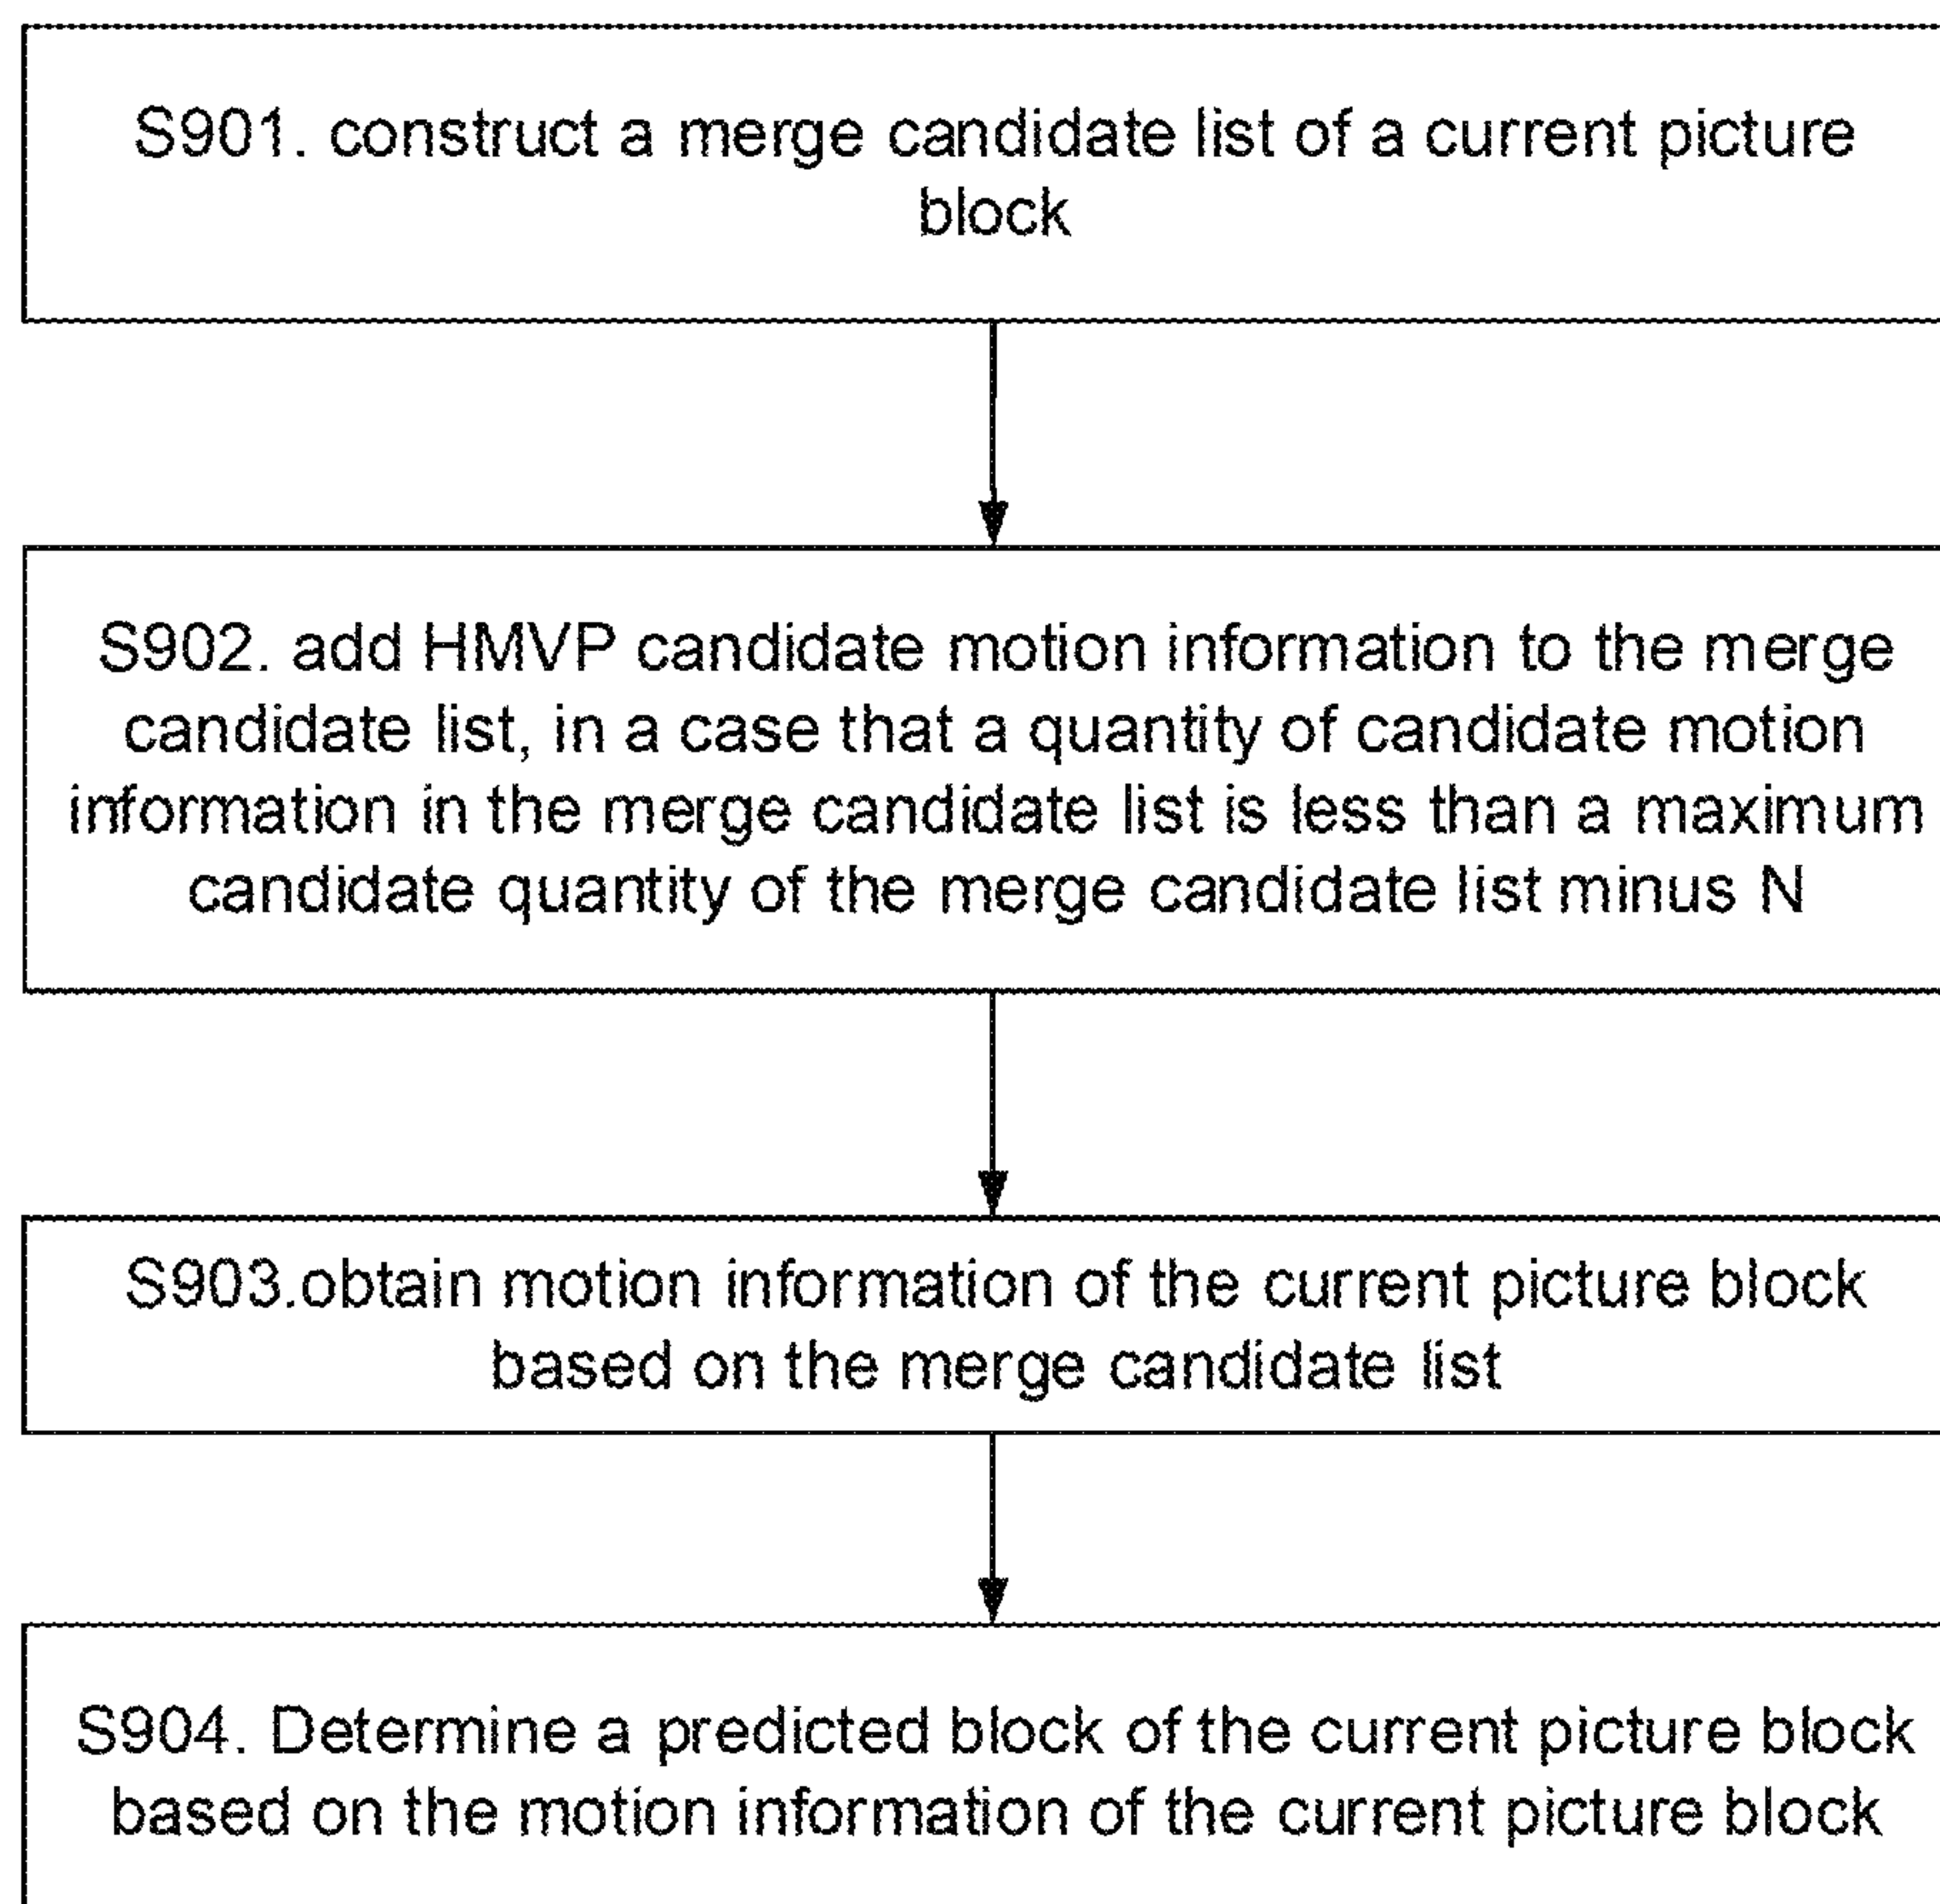 S901. construct a merge candidate list of a current picture
block
S902. add HMVP candidate motion information to the merge
candidate list, in a case that a quantity of candidate motion
information in the merge candidate list is less than a maximum
candidate quantity of the merge candidate list minus N
S903.obtain motion information of the current picture block
based on the merge candidate list
S904. Determine a predicted block of the current picture block
based on the motion information of the current picture block